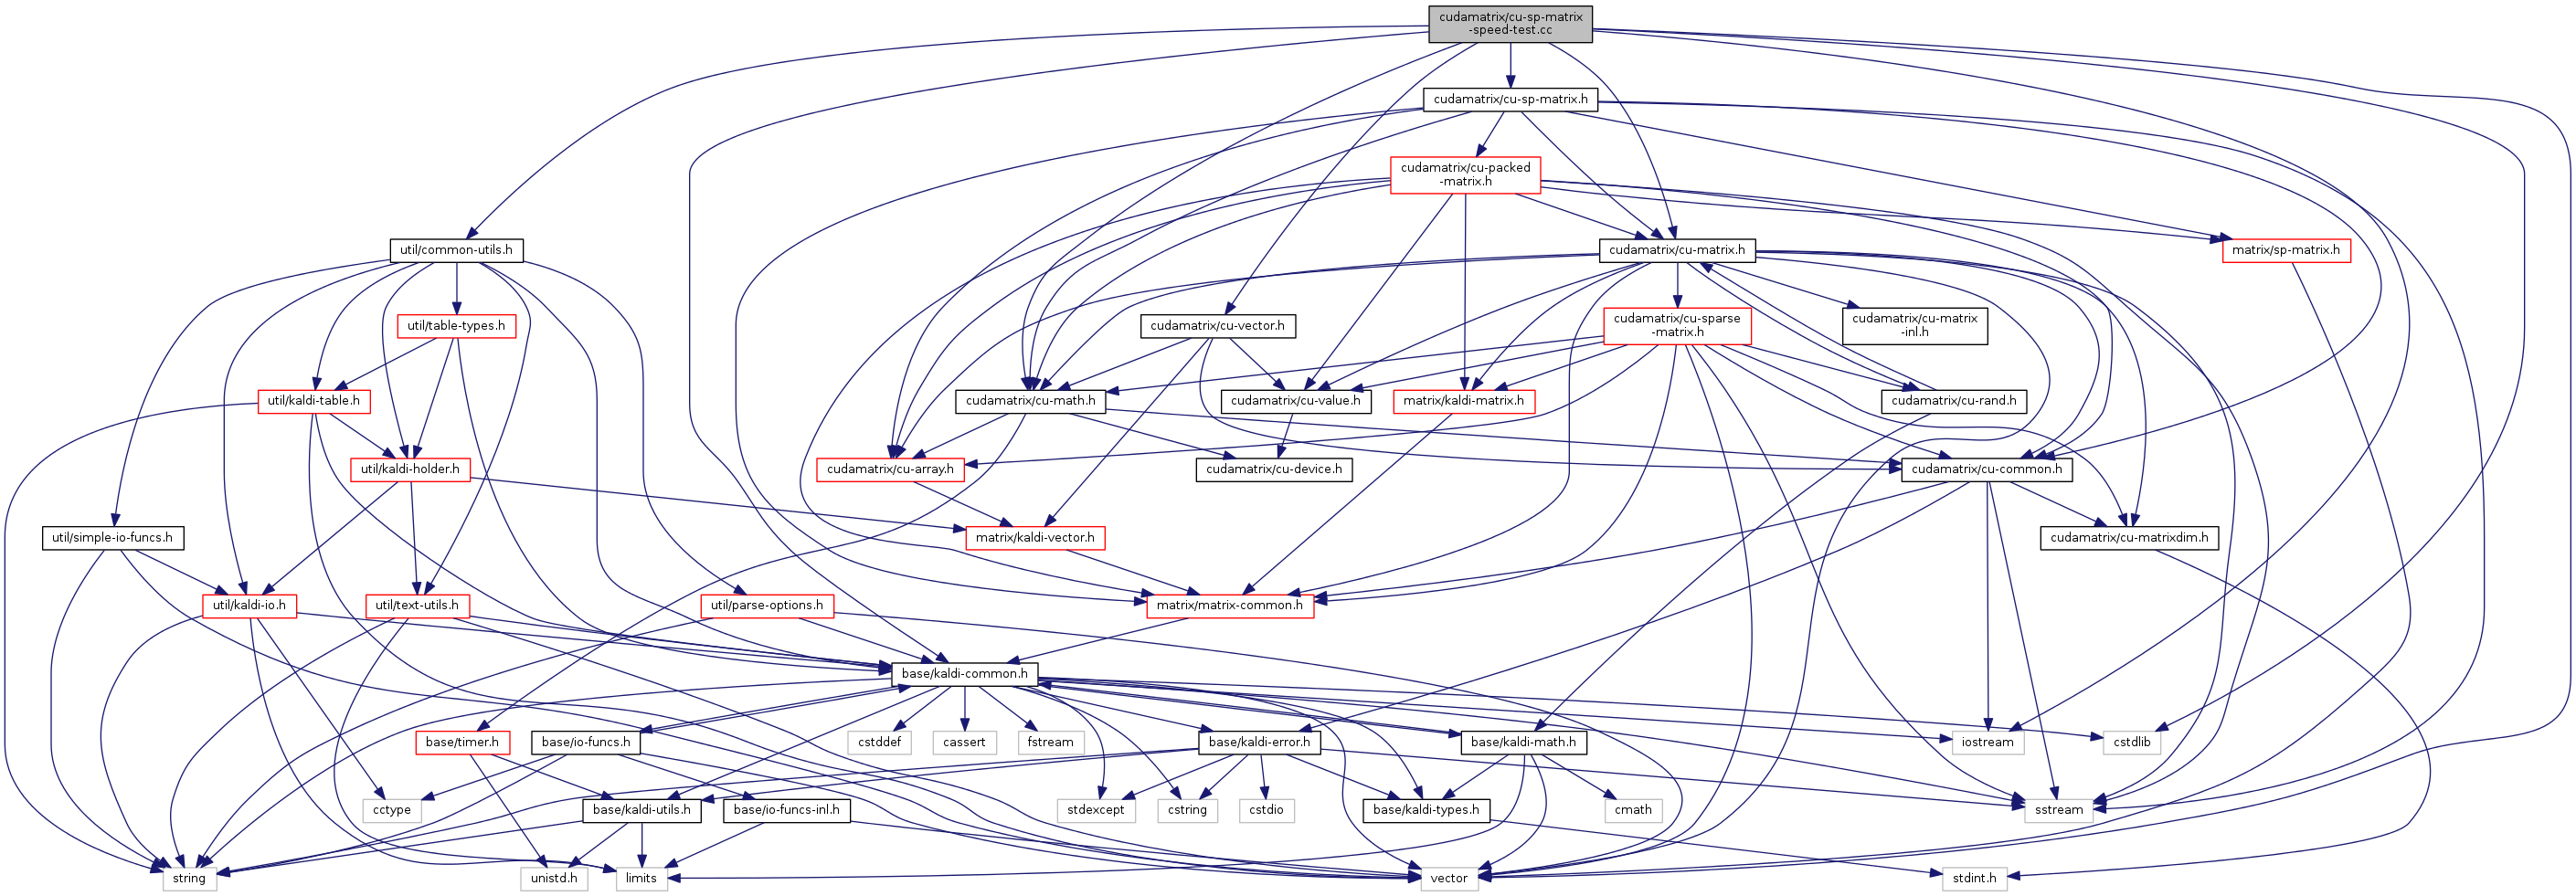 cudamatrix/cu-sp-matrix
-speed-test.cc
cudamatrix/cu-sp-matrix.h
cudamatrix/cu-packed
-matrix.h
util/common-utils.h
cudamatrix/cu-matrix.h
matrix/sp-matrix.h
util/table-types.h
cudamatrix/cu-vector.h
cudamatrix/cu-sparse
-matrix.h
cudamatrix/cu-matrix
-inl.h
util/kaldi-table.h
cudamatrix/cu-math.h
cudamatrix/cu-value.h
matrix/kaldi-matrix.h
cudamatrix/cu-rand.h
util/kaldi-holder.h
cudamatrix/cu-array.h
cudamatrix/cu-device.h
cudamatrix/cu-common.h
util/simple-io-funcs.h
matrix/kaldi-vector.h
cudamatrix/cu-matrixdim.h
util/kaldi-io.h
util/text-utils.h
util/parse-options.h
matrix/matrix-common.h
base/kaldi-common.h
base/timer.h
base/io-funcs.h
cstddef
cassert
fstream
base/kaldi-error.h
base/kaldi-math.h
iostream
cstdlib
cctype
base/kaldi-utils.h
base/io-funcs-inl.h
stdexcept
cstring
cstdio
base/kaldi-types.h
cmath
sstream
string
unistd.h
limits
vector
stdint.h